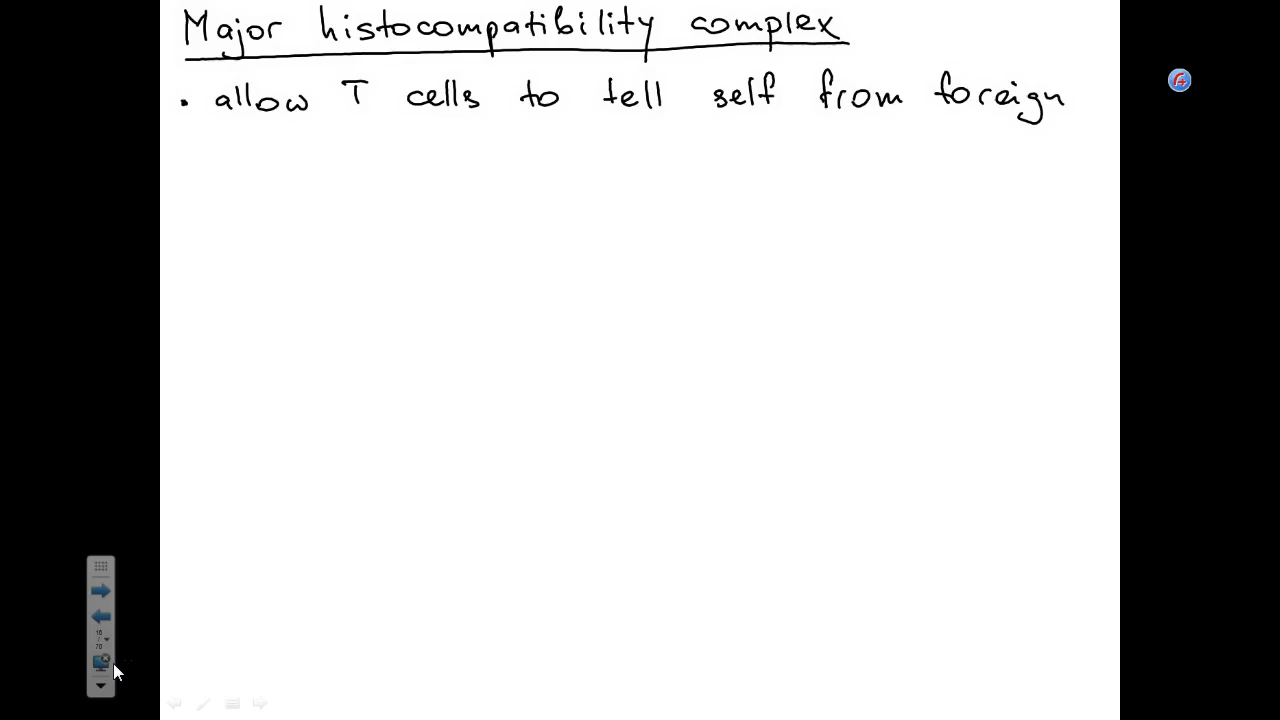 Major histocompatibility complex
• allow T cells to tell self from foreign